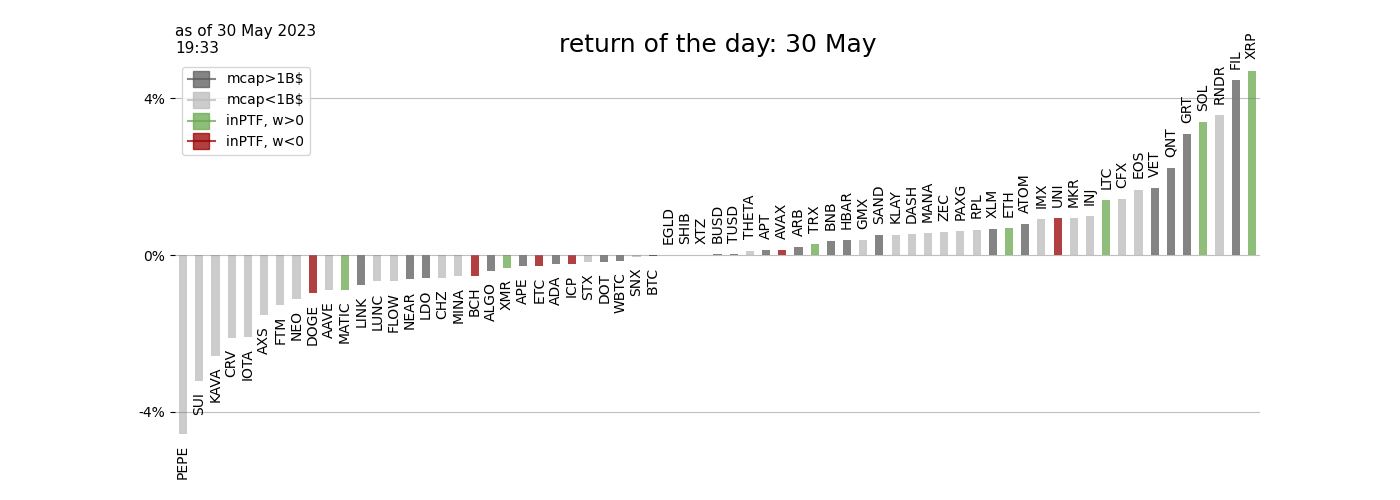 as of 30 May 2023
19:33
return of the day: 30 May
mcap>1B$
mcap<1B$
inPTF, w>0
inPTF, w<0
4%
0%
-4%
PEPE
SUI
KAVA
CRV
IOTA
AXS
FTM
NEO
DOGE
AAVE
MATIC
LINK
LUNC
FLOW
NEAR
LDO
CHZ
MINA
BCH
ALGO
XMR
APE
ETC
ADA
ICP
STX
DOT
WBTC
SNX
BTC
EGLD
SHIB
XTZ
BUSD
TUSD
THETA
APT
AVAX
ARB
TRX
BNB
HBAR
GMX
SAND
KLAY
DASH
MANA
ZEC
PAXG
RPL
XLM
ETH
ATOM
IMX
UNI
MKR
INJ
LTC
CFX
EOS
VET
QNT
GRT
SOL
RNDR
FIL
XRP